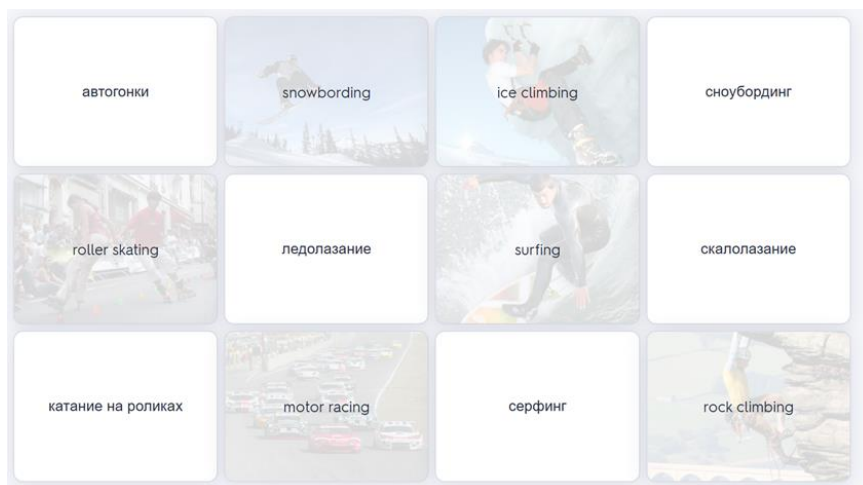 автогонки
snowbording
ice climbing
сноубординг
roller skating
ледолазание
surfing
скалолазание
катание на роликах
motor racing
серфинг
rock climbing